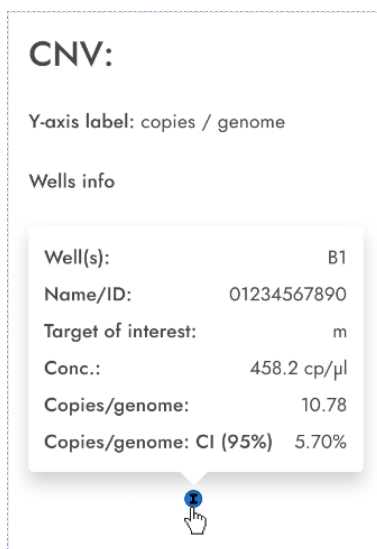 CNV:
Y-axis label: copies / genome
Wells info
Well(s): B1
Name/ID: 01234567890
Target of interest: m
Conc.: 458.2 cp/µl
Copies/genome: 10.78
Copies/genome: CI (95%) 5.70%
I